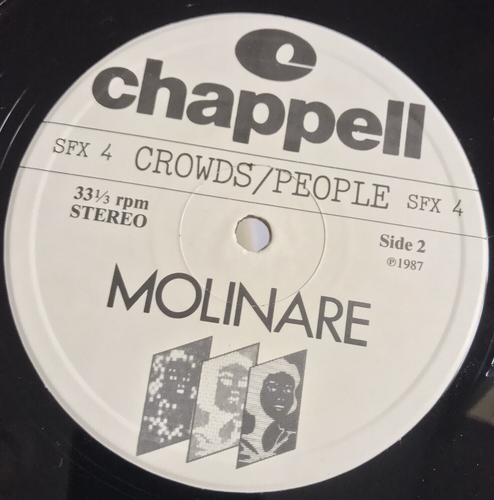 chappell
SFX 4 CROWDS/PEOPLE SFX 4
33⅓ rpm
STEREO
Side 2
℗1987
MOLINARE